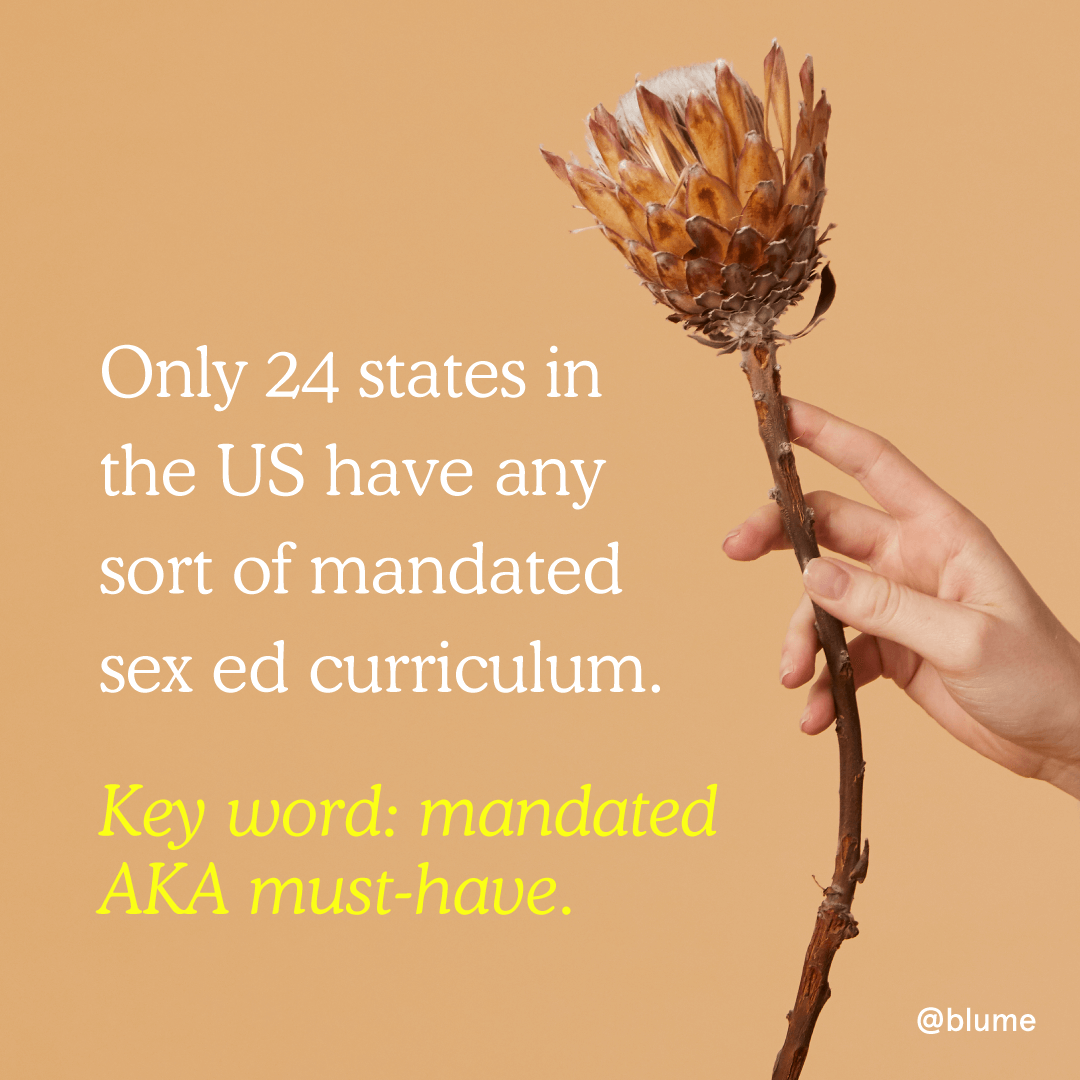 Only 24 states in
the US have any
sort of mandated
sex ed curriculum.
Key word: mandated
AKA must-have.
@blume